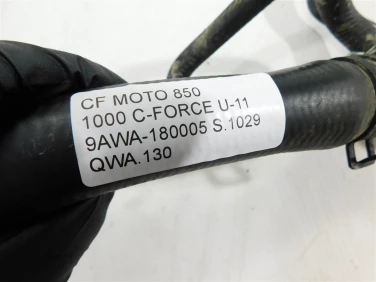 CF MOTO 850
1000 C-FORCE U-11
9AWA-180005 S.1029
QWA.130